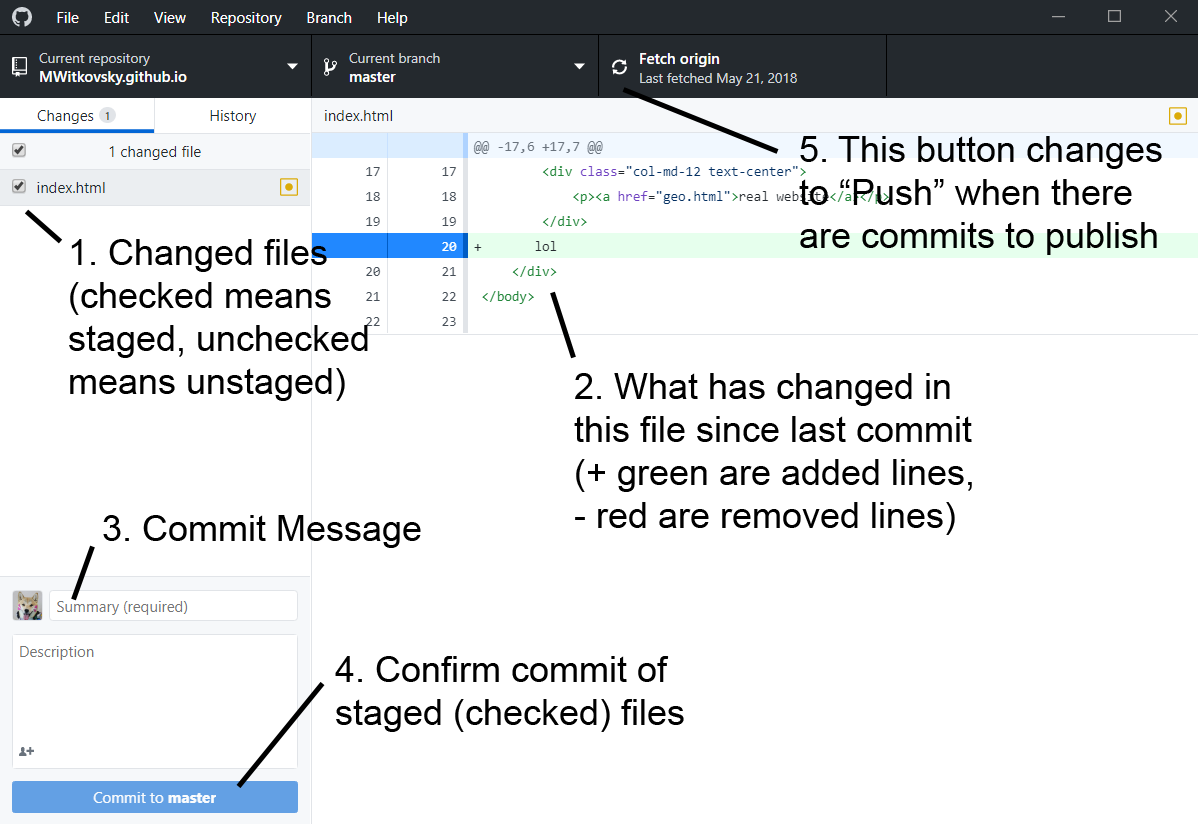 File Edit View Repository Branch Help
Current repository
MWitkovsky.github.io
Current branch
master
Fetch origin
Last fetched May 21, 2018
Changes 1 History
1 changed file
index.html
index.html
@@ -17,6 +17,7 @@
17 17 <div class="col-md-12 text-center">
18 18 <p><a href="geo.html">real website</a></p>
19 19 </div>
20 + lol
20 21 </div>
21 22 </body>
22 23
1. Changed files
(checked means
staged, unchecked
means unstaged)
2. What has changed in
this file since last commit
(+ green are added lines,
- red are removed lines)
5. This button changes
to “Push” when there
are commits to publish
3. Commit Message
Summary (required)
Description
4. Confirm commit of
staged (checked) files
Commit to master